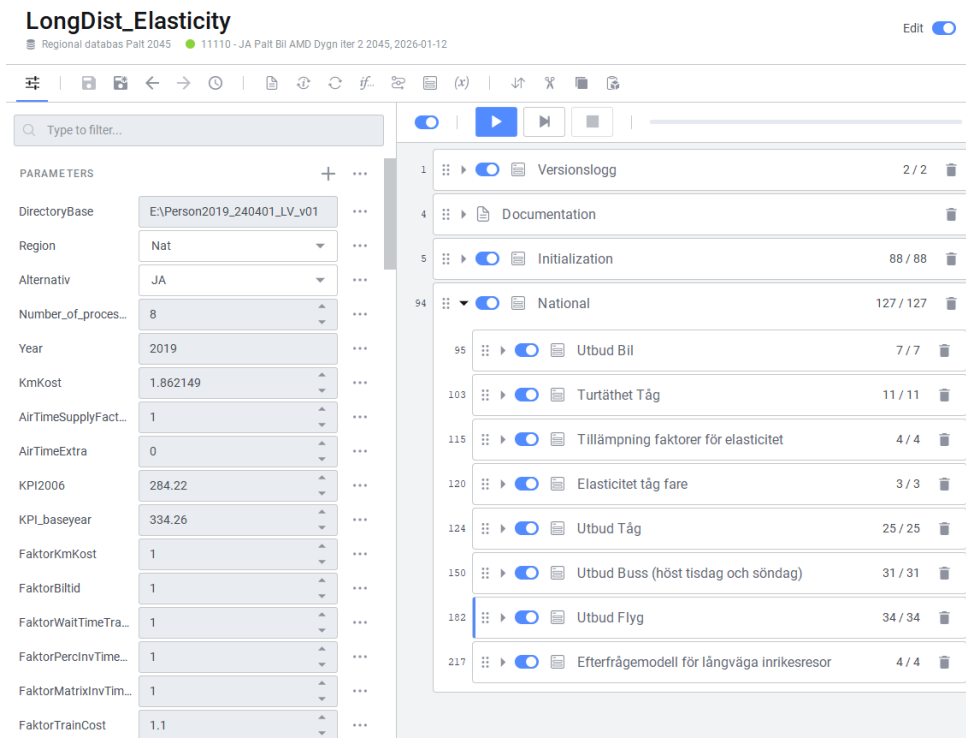 LongDist_Elasticity
Regional databas Palt 2045 11110 - JA Palt Bil AMD Dygn iter 2 2045, 2026-01-12
Edit
if...
(x)
Type to filter...
PARAMETERS
DirectoryBase E:\Person2019_240401_LV_v01
Region Nat
Alternativ JA
Number_of_proces... 8
Year 2019
KmKost 1.862149
AirTimeSupplyFact... 1
AirTimeExtra 0
KPI2006 284.22
KPI_baseyear 334.26
FaktorKmKost 1
FaktorBiltid 1
FaktorWaitTimeTra... 1
FaktorPercInvTime... 1
FaktorMatrixInvTim... 1
FaktorTrainCost 1.1
1 Versionslogg 2 / 2
4 Documentation
5 Initialization 88 / 88
94 National 127 / 127
95 Utbud Bil 7 / 7
103 Turtäthet Tåg 11 / 11
115 Tillämpning faktorer för elasticitet 4 / 4
120 Elasticitet tåg fare 3 / 3
124 Utbud Tåg 25 / 25
150 Utbud Buss (höst tisdag och söndag) 31 / 31
182 Utbud Flyg 34 / 34
217 Efterfrågemodell för långväga inrikesresor 4 / 4